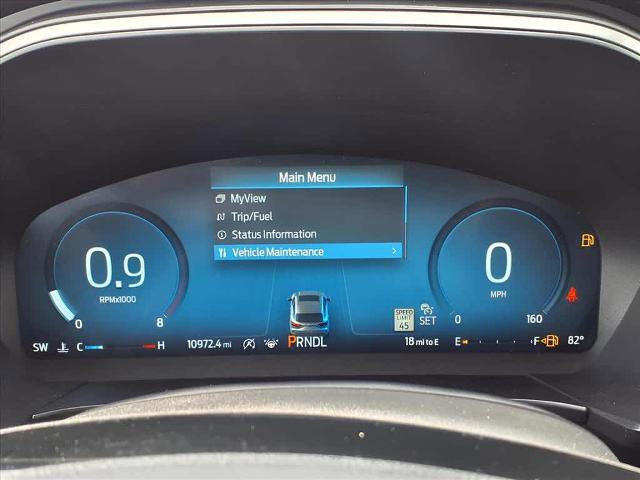 Main Menu
MyView
Trip/Fuel
Status Information
Vehicle Maintenance >
0.9
RPMx1000
0 8
0
MPH
0 160
SPEED
LIMIT
45
SET
SW C H 10972.4 mi PRNDL 18 mi to E E F 82°